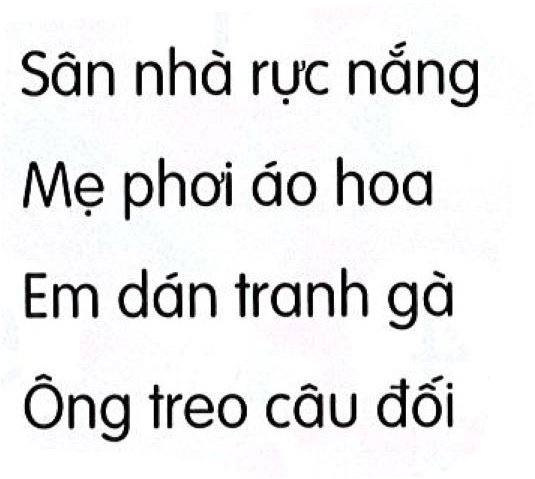 Sân nhà rực nắng
Mẹ phơi áo hoa
Em dán tranh gà
Ông treo câu đối